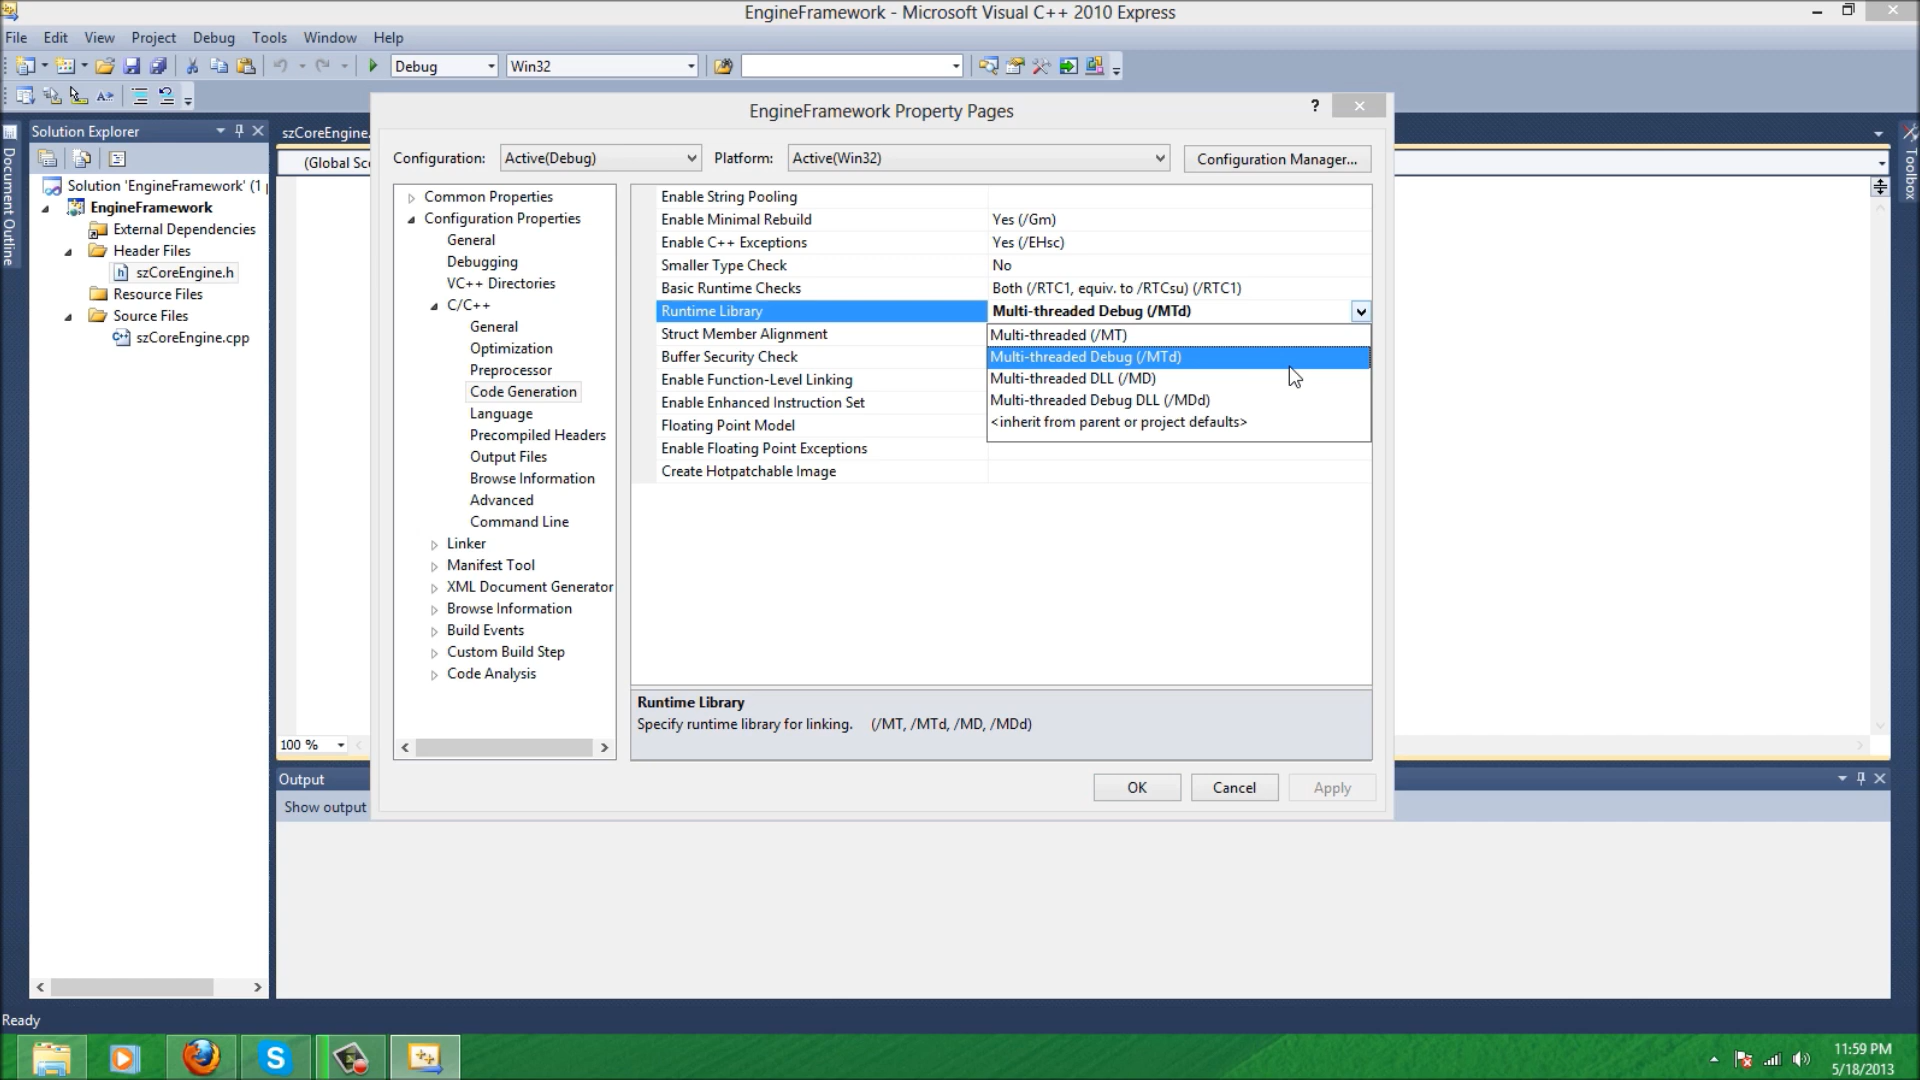 EngineFramework - Microsoft Visual C++ 2010 Express
File Edit View Project Debug Tools Window Help
Debug Win32
Solution Explorer
szCoreEngine.
(Global Sco
Document Outline
Toolbox
Solution 'EngineFramework' (1 p
EngineFramework
External Dependencies
Header Files
szCoreEngine.h
Resource Files
Source Files
szCoreEngine.cpp
EngineFramework Property Pages
?
Configuration: Active(Debug) Platform: Active(Win32) Configuration Manager...
Common Properties
Configuration Properties
General
Debugging
VC++ Directories
C/C++
General
Optimization
Preprocessor
Code Generation
Language
Precompiled Headers
Output Files
Browse Information
Advanced
Command Line
Linker
Manifest Tool
XML Document Generator
Browse Information
Build Events
Custom Build Step
Code Analysis
Enable String Pooling
Enable Minimal Rebuild Yes (/Gm)
Enable C++ Exceptions Yes (/EHsc)
Smaller Type Check No
Basic Runtime Checks Both (/RTC1, equiv. to /RTCsu) (/RTC1)
Runtime Library Multi-threaded Debug (/MTd)
Struct Member Alignment
Buffer Security Check
Enable Function-Level Linking
Enable Enhanced Instruction Set
Floating Point Model
Enable Floating Point Exceptions
Create Hotpatchable Image
Multi-threaded (/MT)
Multi-threaded Debug (/MTd)
Multi-threaded DLL (/MD)
Multi-threaded Debug DLL (/MDd)
<inherit from parent or project defaults>
Runtime Library
Specify runtime library for linking. (/MT, /MTd, /MD, /MDd)
OK Cancel Apply
100 %
Output
Show output
Ready
11:59 PM
5/18/2013